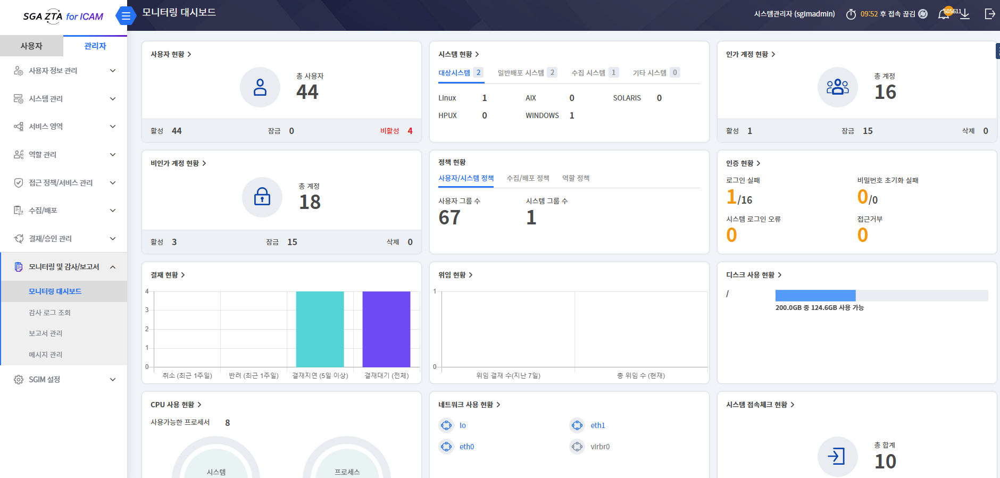 SGA ZTA for ICAM
모니터링 대시보드
시스템관리자 (sgimadmin)
09:52 후 접속 끊김
505611
사용자
관리자
사용자 정보 관리
시스템 관리
서비스 영역
역할 관리
접근 정책/서비스 관리
수집/배포
결재/승인 관리
모니터링 및 감사/보고서
모니터링 대시보드
감사 로그 조회
보고서 관리
메시지 관리
SGIM 설정
사용자 현황
총 사용자
44
활성 44
잠금 0
비활성 4
시스템 현황
대상시스템 2
일반배포 시스템 2
수집 시스템 1
기타 시스템 0
Linux 1
AIX 0
SOLARIS 0
HPUX 0
WINDOWS 1
인가 계정 현황
총 계정
16
활성 1
잠금 15
삭제 0
비인가 계정 현황
총 계정
18
활성 3
잠금 15
삭제 0
정책 현황
사용자/시스템 정책
수집/배포 정책
역할 정책
사용자 그룹 수
67
시스템 그룹 수
1
인증 현황
로그인 실패
1/16
비밀번호 초기화 실패
0/0
시스템 로그인 오류
0
접근거부
0
결재 현황
4
3
2
1
0
취소 (최근 1주일)
반려 (최근 1주일)
결재지연 (5일 이상)
결재대기 (전체)
위임 현황
1
0
위임 결재 수(지난 7일)
총 위임 수 (현재)
디스크 사용 현황
/
200.0GB 중 124.6GB 사용 가능
CPU 사용 현황
사용가능한 프로세서 8
시스템
프로세스
네트워크 사용 현황
lo
eth1
eth0
virbr0
시스템 접속체크 현황
총 합계
10